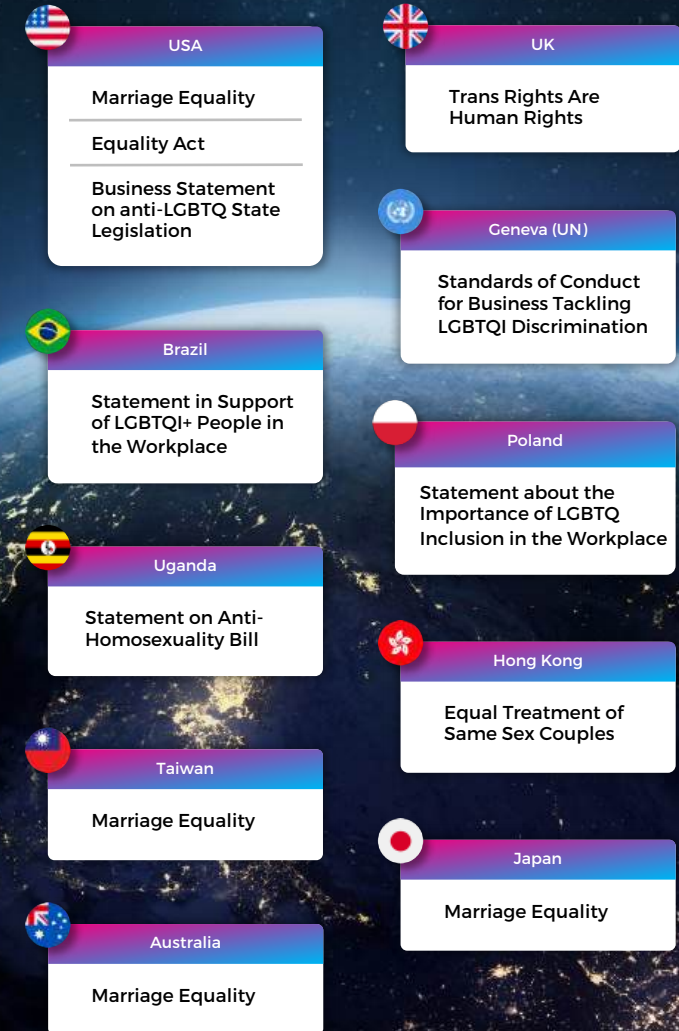 USA
Marriage Equality
Equality Act
Business Statement
on anti-LGBTQ State
Legislation
Brazil
Statement in Support
of LGBTQI+ People in
the Workplace
Uganda
Statement on Anti-
Homosexuality Bill
Taiwan
Marriage Equality
Australia
Marriage Equality
UK
Trans Rights Are
Human Rights
Geneva (UN)
Standards of Conduct
for Business Tackling
LGBTQI Discrimination
Poland
Statement about the
Importance of LGBTQ
Inclusion in the Workplace
Hong Kong
Equal Treatment of
Same Sex Couples
Japan
Marriage Equality